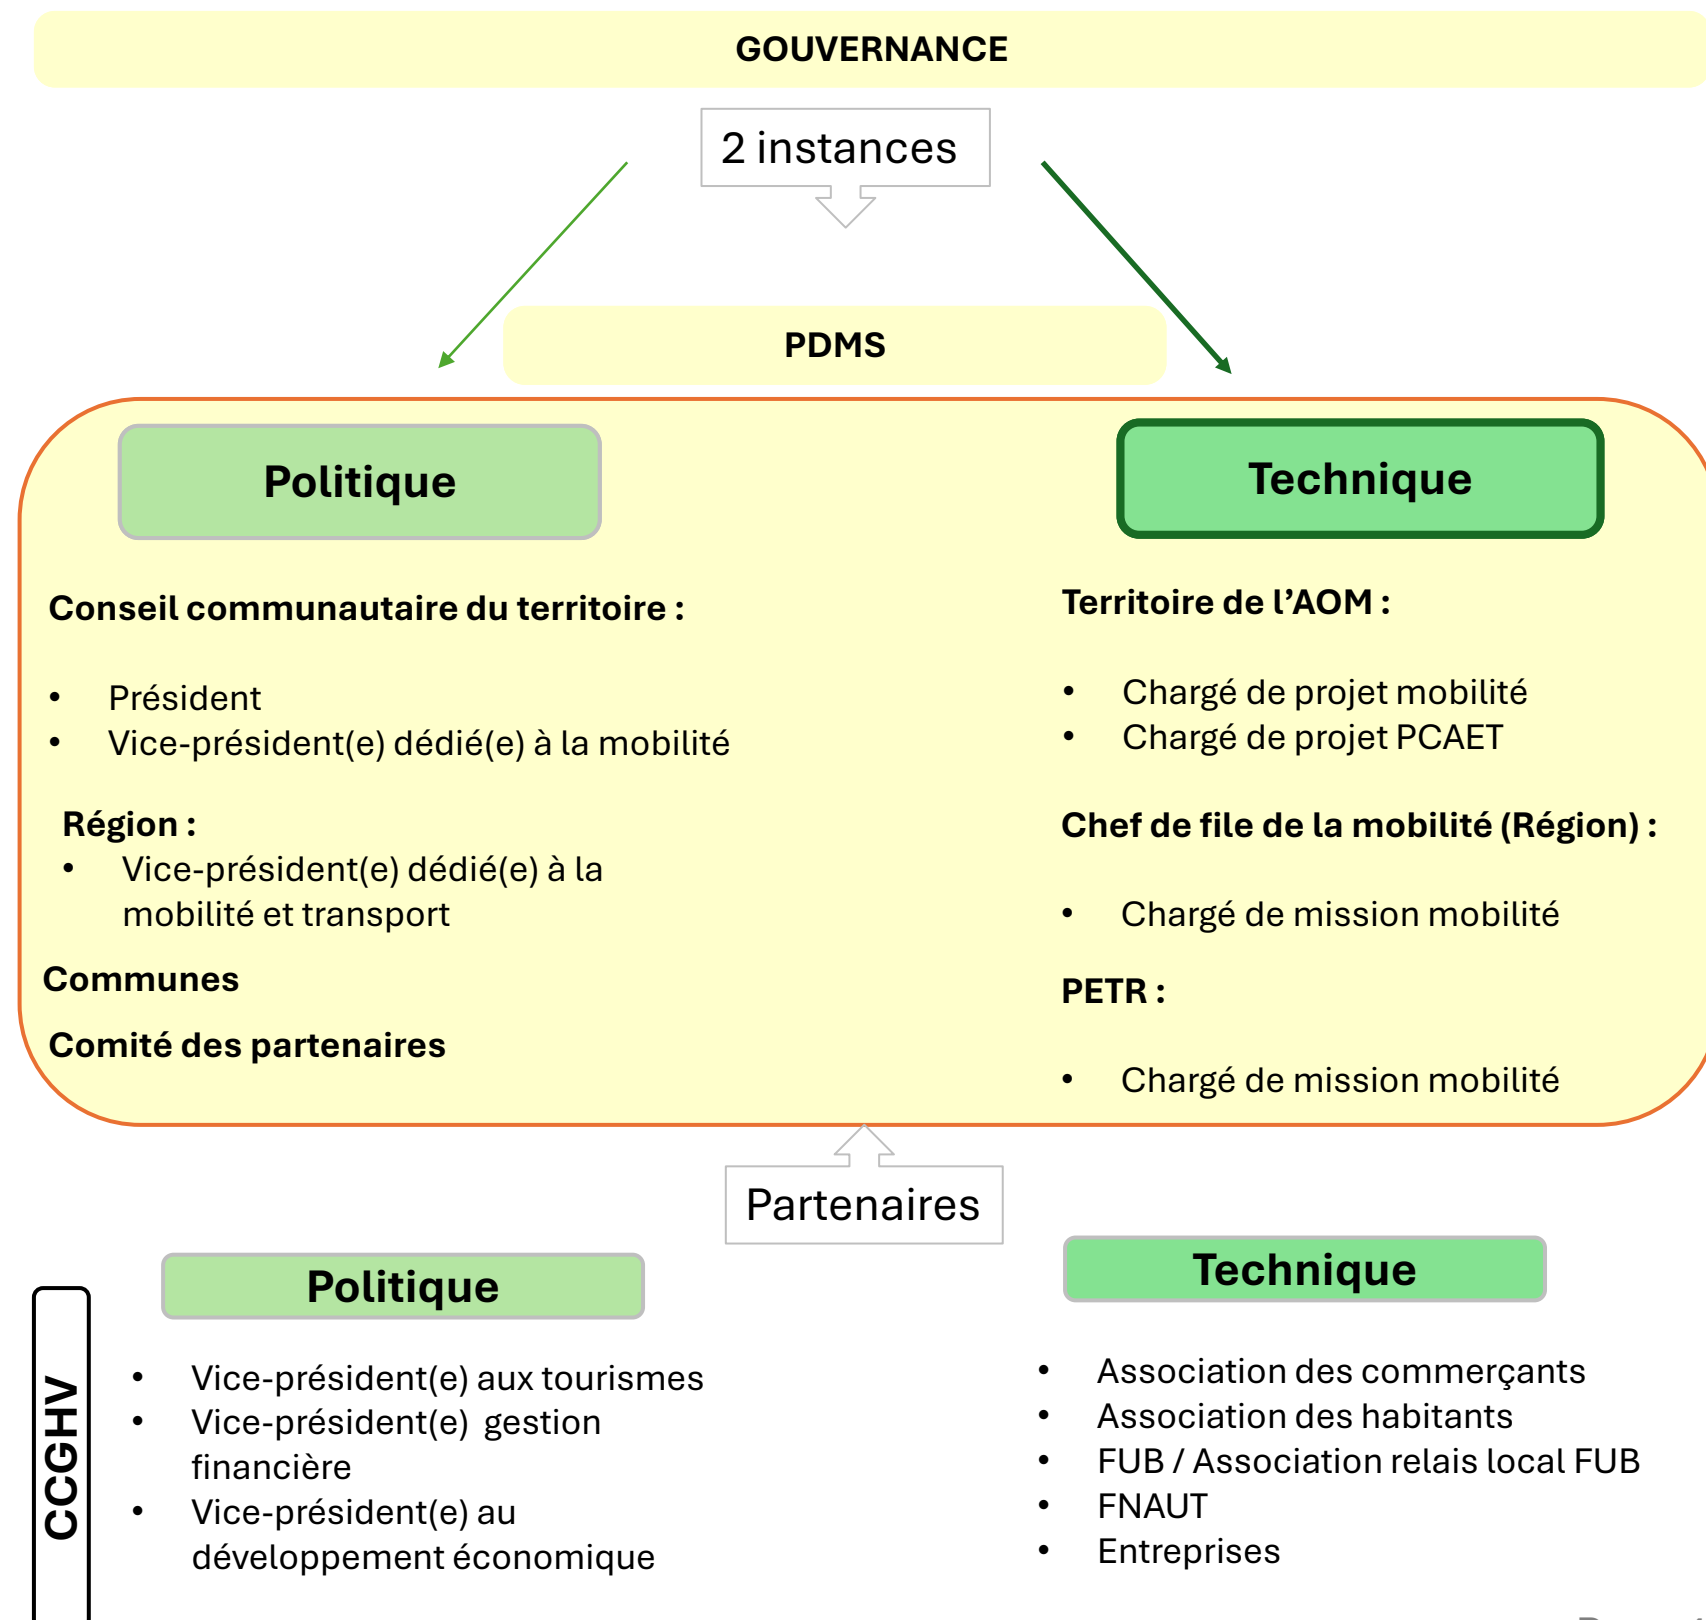 GOUVERNANCE
2 instances
PDMS
Politique
Conseil communautaire du territoire :
• Président
• Vice-président(e) dédié(e) à la mobilité
Région :
• Vice-président(e) dédié(e) à la
mobilité et transport
Communes
Comité des partenaires
Technique
Territoire de l’AOM :
• Chargé de projet mobilité
• Chargé de projet PCAET
Chef de file de la mobilité (Région) :
• Chargé de mission mobilité
PETR :
• Chargé de mission mobilité
Partenaires
CCGHV
Politique
• Vice-président(e) aux tourismes
• Vice-président(e) gestion
financière
• Vice-président(e) au
développement économique
Technique
• Association des commerçants
• Association des habitants
• FUB / Association relais local FUB
• FNAUT
• Entreprises